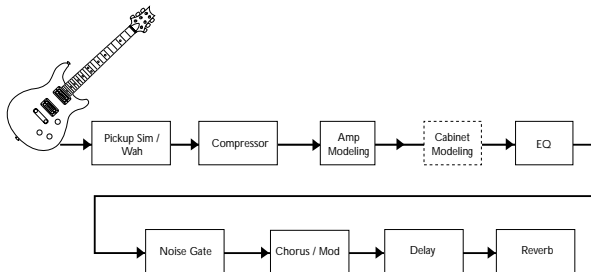 Pickup Sim /
Wah
Compressor
Amp
Modeling
Cabinet
Modeling
EQ
Noise Gate
Chorus / Mod
Delay
Reverb